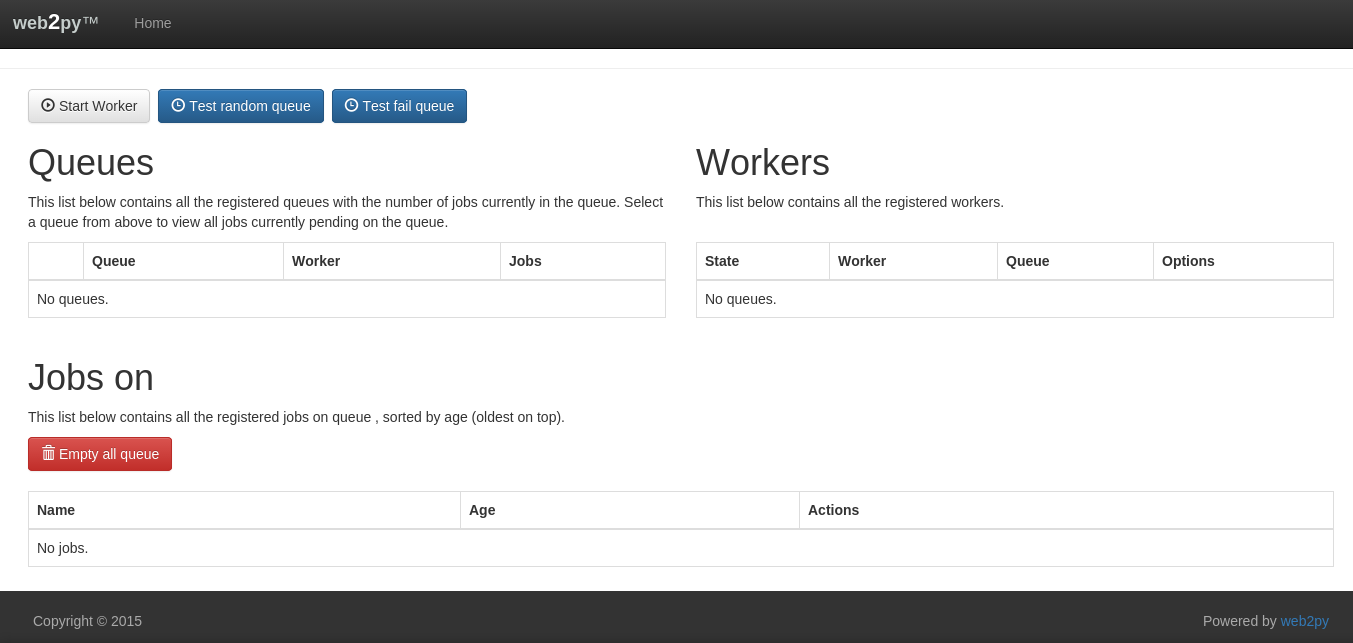 web2py™ Home
Start Worker Test random queue Test fail queue
Queues
This list below contains all the registered queues with the number of jobs currently in the queue. Select
a queue from above to view all jobs currently pending on the queue.
Queue Worker Jobs
No queues.
Workers
This list below contains all the registered workers.
State Worker Queue Options
No queues.
Jobs on
This list below contains all the registered jobs on queue , sorted by age (oldest on top).
Empty all queue
Name Age Actions
No jobs.
Copyright © 2015 Powered by web2py